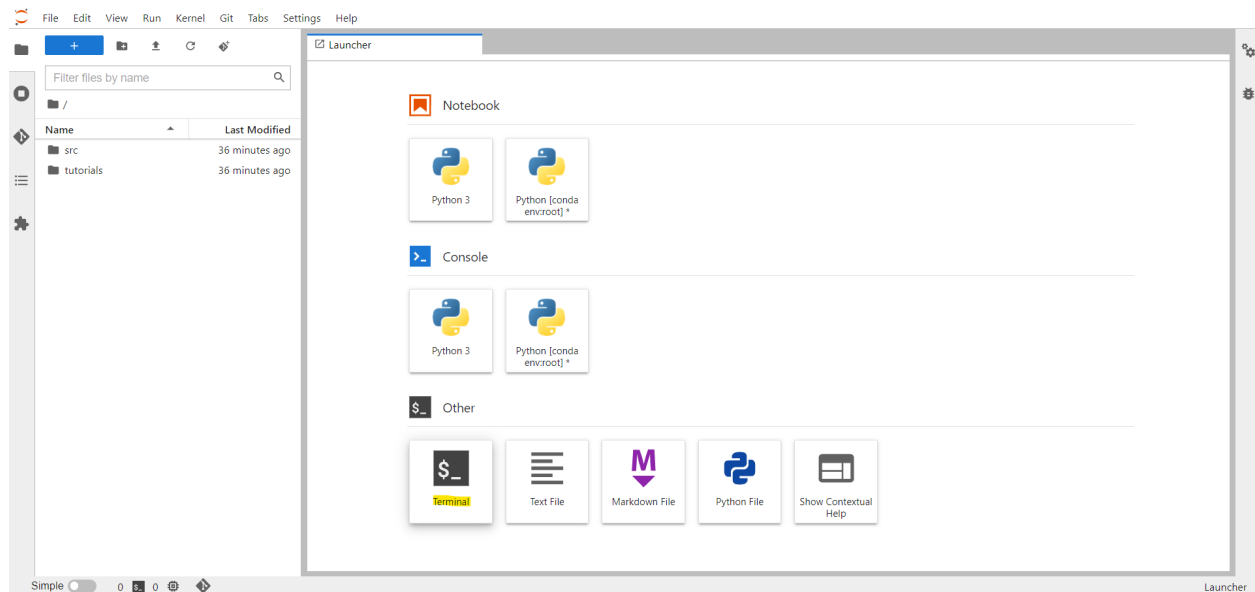 File Edit View Run Kernel Git Tabs Settings Help
+
Filter files by name
/
Name Last Modified
src 36 minutes ago
tutorials 36 minutes ago
Launcher
Notebook
Python 3
Python [conda
env:root] *
Console
Python 3
Python [conda
env:root] *
$_ Other
$_
Terminal
Text File
M
Markdown File
Python File
Show Contextual
Help
Simple 0 $_ 0
Launcher